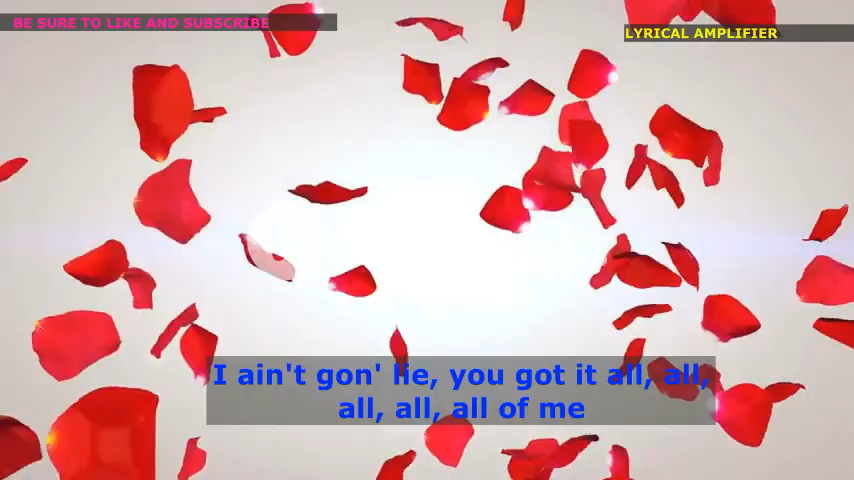 BE SURE TO LIKE AND SUBSCRIBE
LYRICAL AMPLIFIER
I ain't gon' lie, you got it all, all,
all, all, all of me